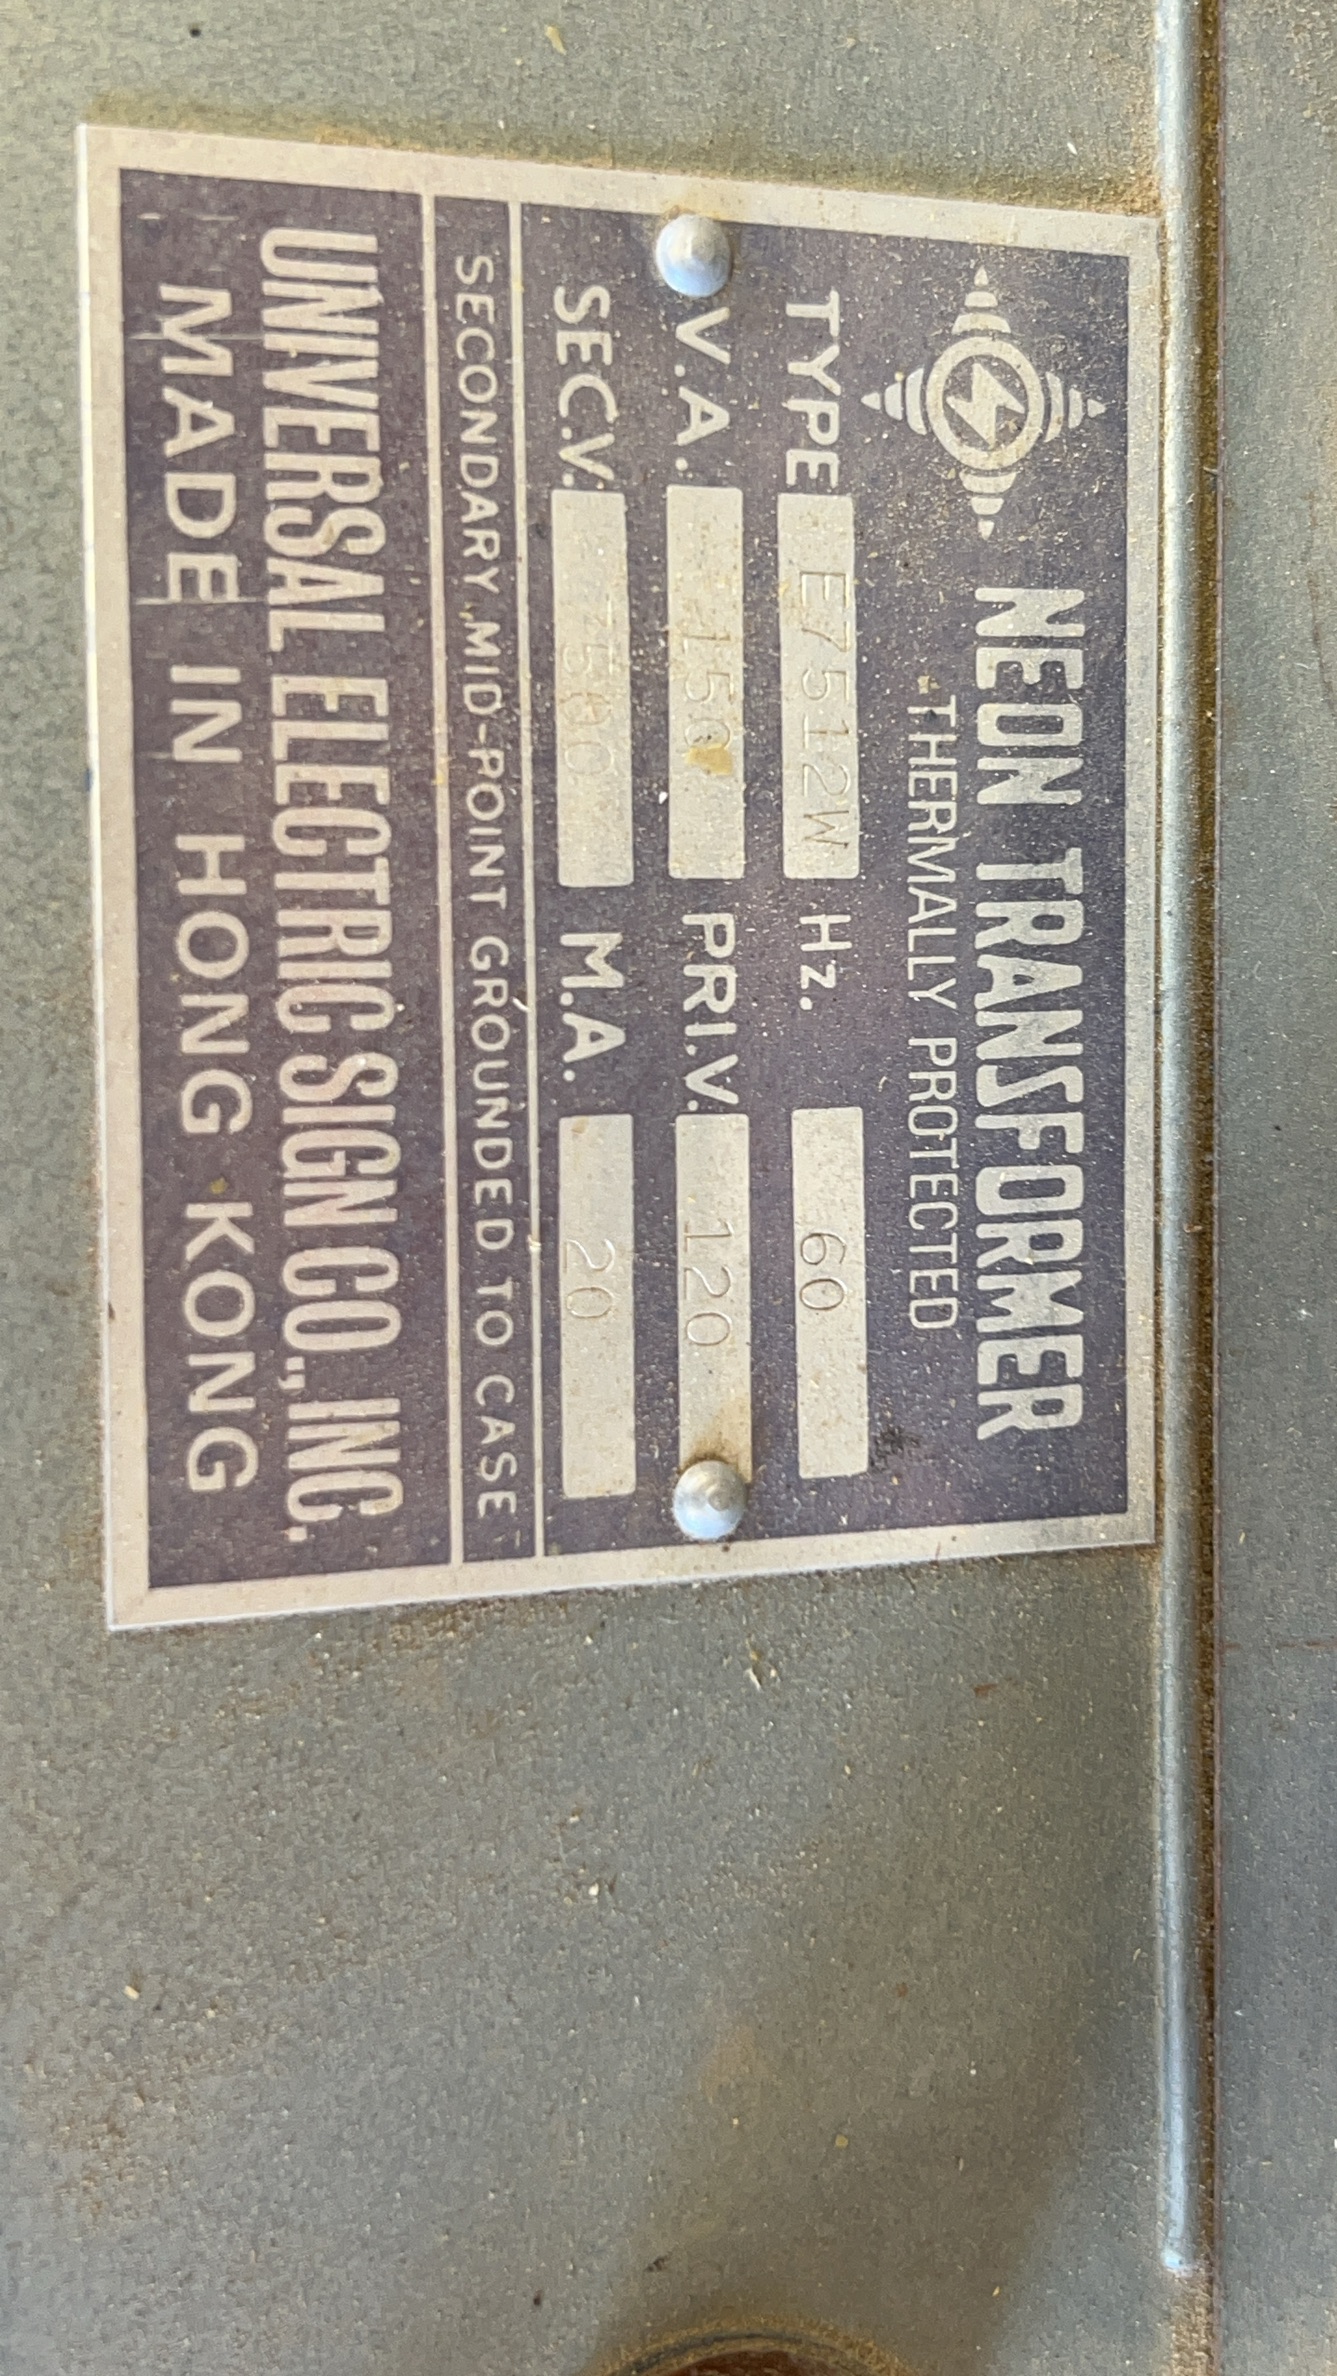 NEON TRANSFORMER
THERMALLY PROTECTED
TYPE E7512W Hz. 60
V.A. 150 PRI.V. 120
SEC.V. 7500 M.A. 20
SECONDARY MID-POINT GROUNDED TO CASE
UNIVERSAL ELECTRIC SIGN CO., INC.
MADE IN HONG KONG